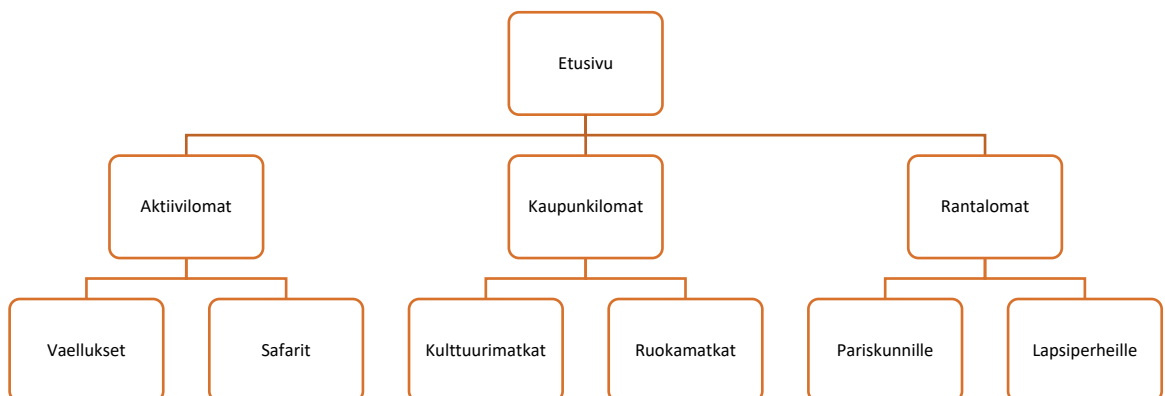 Etusivu
Aktiivilomat
Kaupunkilomat
Rantalomat
Vaellukset
Safarit
Kulttuurimatkat
Ruokamatkat
Pariskunnille
Lapsiperheille